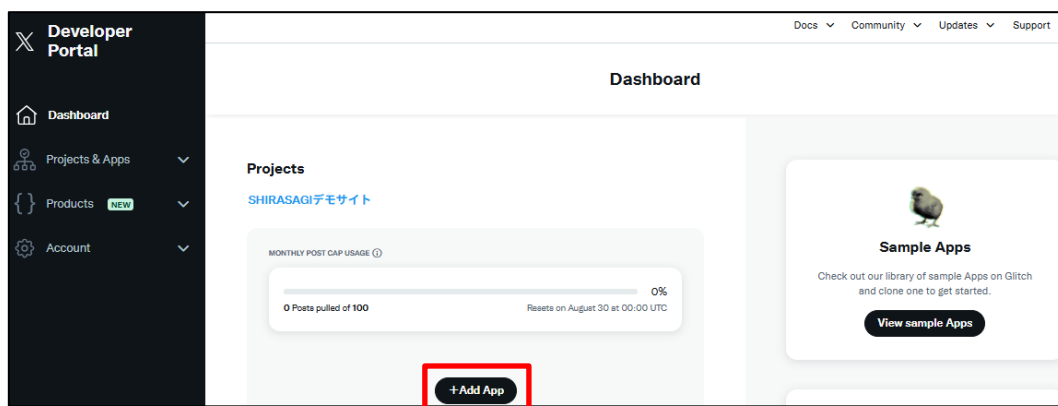 Developer
Portal
Docs Community Updates Support
Dashboard
Dashboard
Projects & Apps
Products NEW
Account
Projects
SHIRASAGIデモサイト
MONTHLY POST CAP USAGE
0%
0 Posts pulled of 100 Resets on August 30 at 00:00 UTC
+Add App
Sample Apps
Check out our library of sample Apps on Glitch
and clone one to get started.
View sample Apps